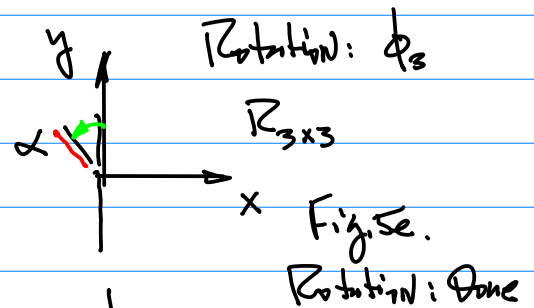 y Rotation: ϕ₃
R₃ₓ₃
α
x
Fig. 5e.
Rotation: Done